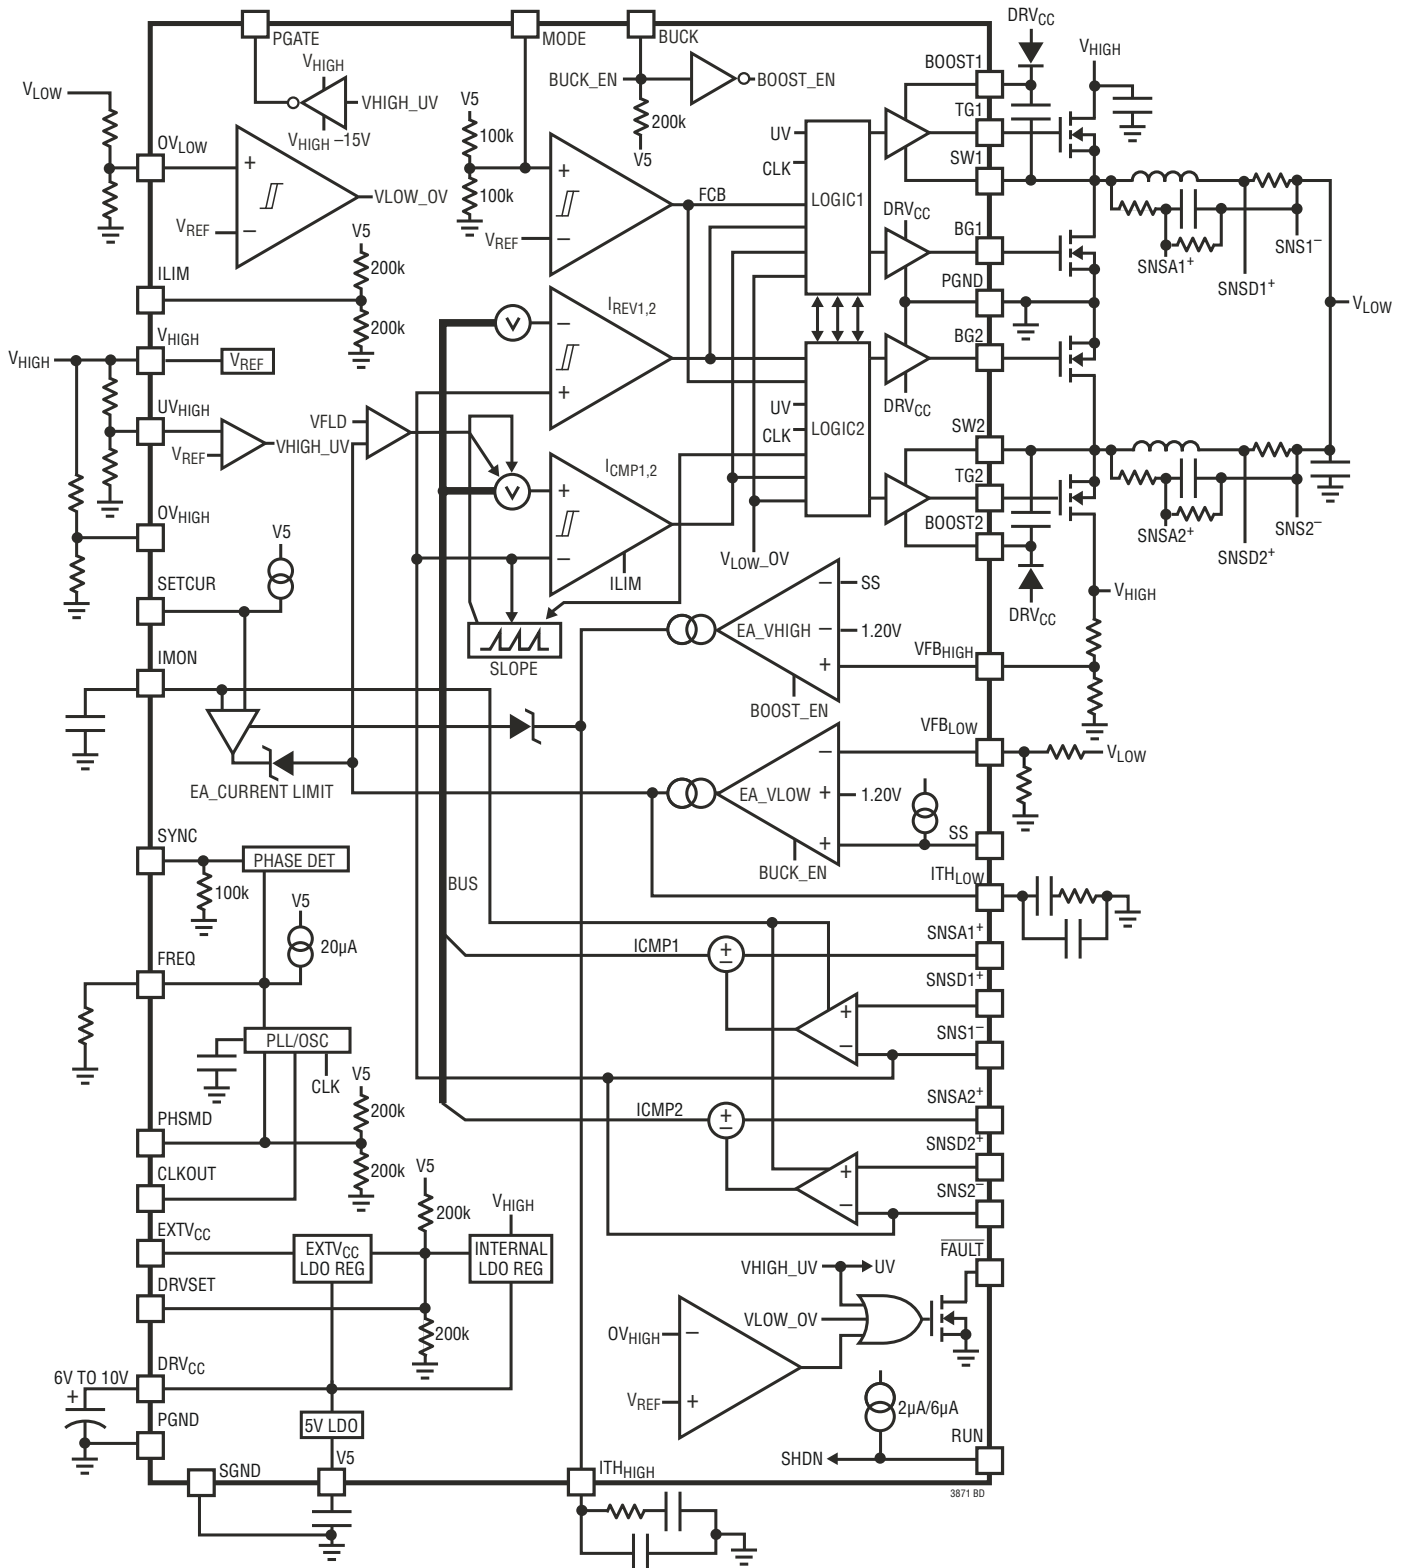 PGATE
MODE
BUCK
DRVCC
VHIGH
VHIGH
VLOW
VHIGH_UV
VHIGH –15V
V5
100k
100k
BUCK_EN
BOOST_EN
200k
V5
BOOST1
TG1
SW1
OVLOW
+
–
VREF
VLOW_OV
+
–
VREF
FCB
UV
CLK
LOGIC1
DRVCC
BG1
PGND
SNSA1+
SNSD1+
SNS1–
VLOW
V5
200k
200k
ILIM
VHIGH
VHIGH
VREF
IREV1,2
–
+
V
BG2
DRVCC
UV
CLK
LOGIC2
SW2
TG2
BOOST2
SNSA2+
SNSD2+
SNS2–
UVHIGH
VREF
VHIGH_UV
VFLD
ICMP1,2
V
+
–
ILIM
VLOW_OV
OVHIGH
V5
SETCUR
SLOPE
–
SS
EA_VHIGH
–
1.20V
+
BOOST_EN
DRVCC
VHIGH
VFBHIGH
IMON
EA_CURRENT LIMIT
VFBLOW
VLOW
–
EA_VLOW
+
1.20V
+
BUCK_EN
SS
SYNC
PHASE DET
100k
V5
20µA
BUS
ITHLOW
FREQ
ICMP1
+
–
SNSA1+
SNSD1+
+
–
SNS1–
PLL/OSC
CLK
V5
200k
200k
PHSMD
CLKOUT
ICMP2
+
–
SNSA2+
SNSD2+
+
–
SNS2–
V5
200k
VHIGH
EXTVCC
EXTVCC
LDO REG
INTERNAL
LDO REG
DRVSET
200k
FAULT
VHIGH_UV
UV
VLOW_OV
OVHIGH
–
VREF
+
2µA/6µA
RUN
SHDN
DRVCC
6V TO 10V
+
PGND
5V LDO
V5
SGND
ITHHIGH
3871 BD